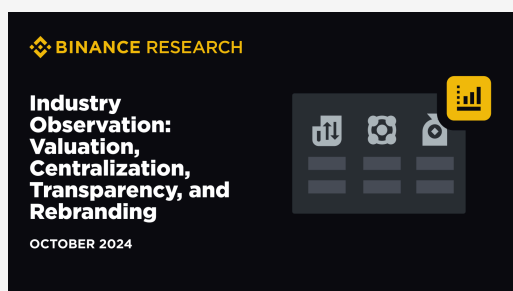 BINANCE RESEARCH
Industry
Observation:
Valuation,
Centralization,
Transparency, and
Rebranding
OCTOBER 2024